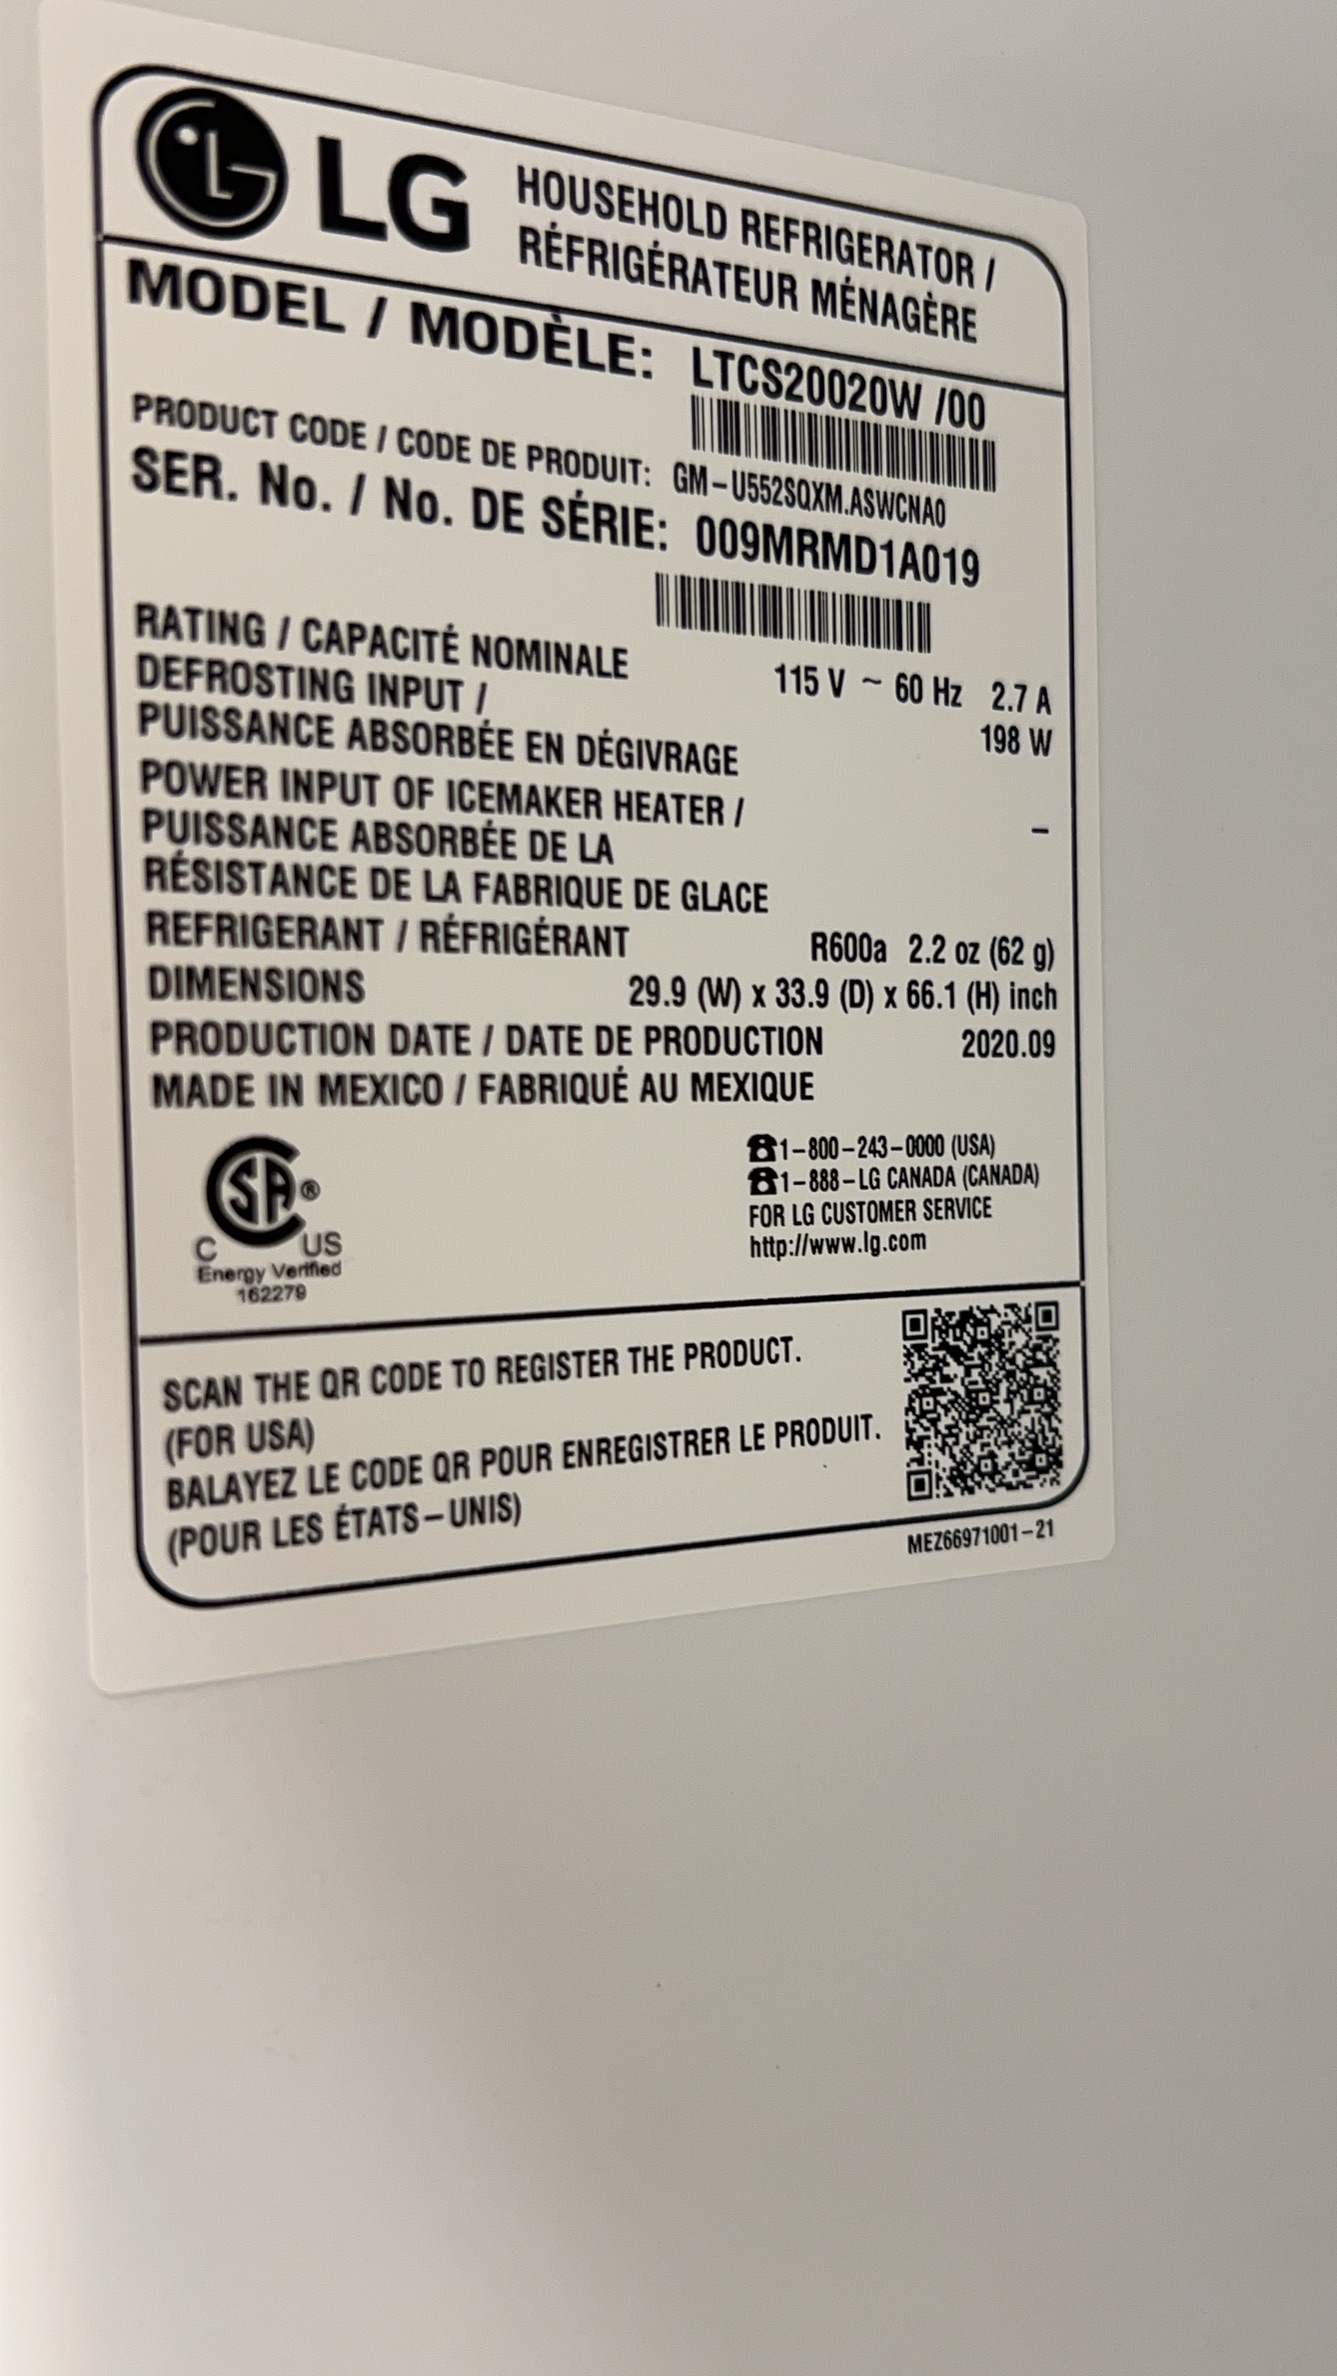 LG
HOUSEHOLD REFRIGERATOR /
RÉFRIGÉRATEUR MÉNAGÈRE
MODEL / MODÈLE: LTCS20020W /00
PRODUCT CODE / CODE DE PRODUIT: GM-U552SQXM.ASWCNA0
SER. No. / No. DE SÉRIE: 009MRMD1A019
RATING / CAPACITÉ NOMINALE 115 V ~ 60 Hz 2.7 A
DEFROSTING INPUT /
PUISSANCE ABSORBÉE EN DÉGIVRAGE 198 W
POWER INPUT OF ICEMAKER HEATER /
PUISSANCE ABSORBÉE DE LA –
RÉSISTANCE DE LA FABRIQUE DE GLACE
REFRIGERANT / RÉFRIGÉRANT R600a 2.2 oz (62 g)
DIMENSIONS 29.9 (W) x 33.9 (D) x 66.1 (H) inch
PRODUCTION DATE / DATE DE PRODUCTION 2020.09
MADE IN MEXICO / FABRIQUÉ AU MEXIQUE
SA®
C US
Energy Verified
162279
☎1-800-243-0000 (USA)
☎1-888-LG CANADA (CANADA)
FOR LG CUSTOMER SERVICE
http://www.lg.com
SCAN THE QR CODE TO REGISTER THE PRODUCT.
(FOR USA)
BALAYEZ LE CODE QR POUR ENREGISTRER LE PRODUIT.
(POUR LES ÉTATS-UNIS)
MEZ66971001-21